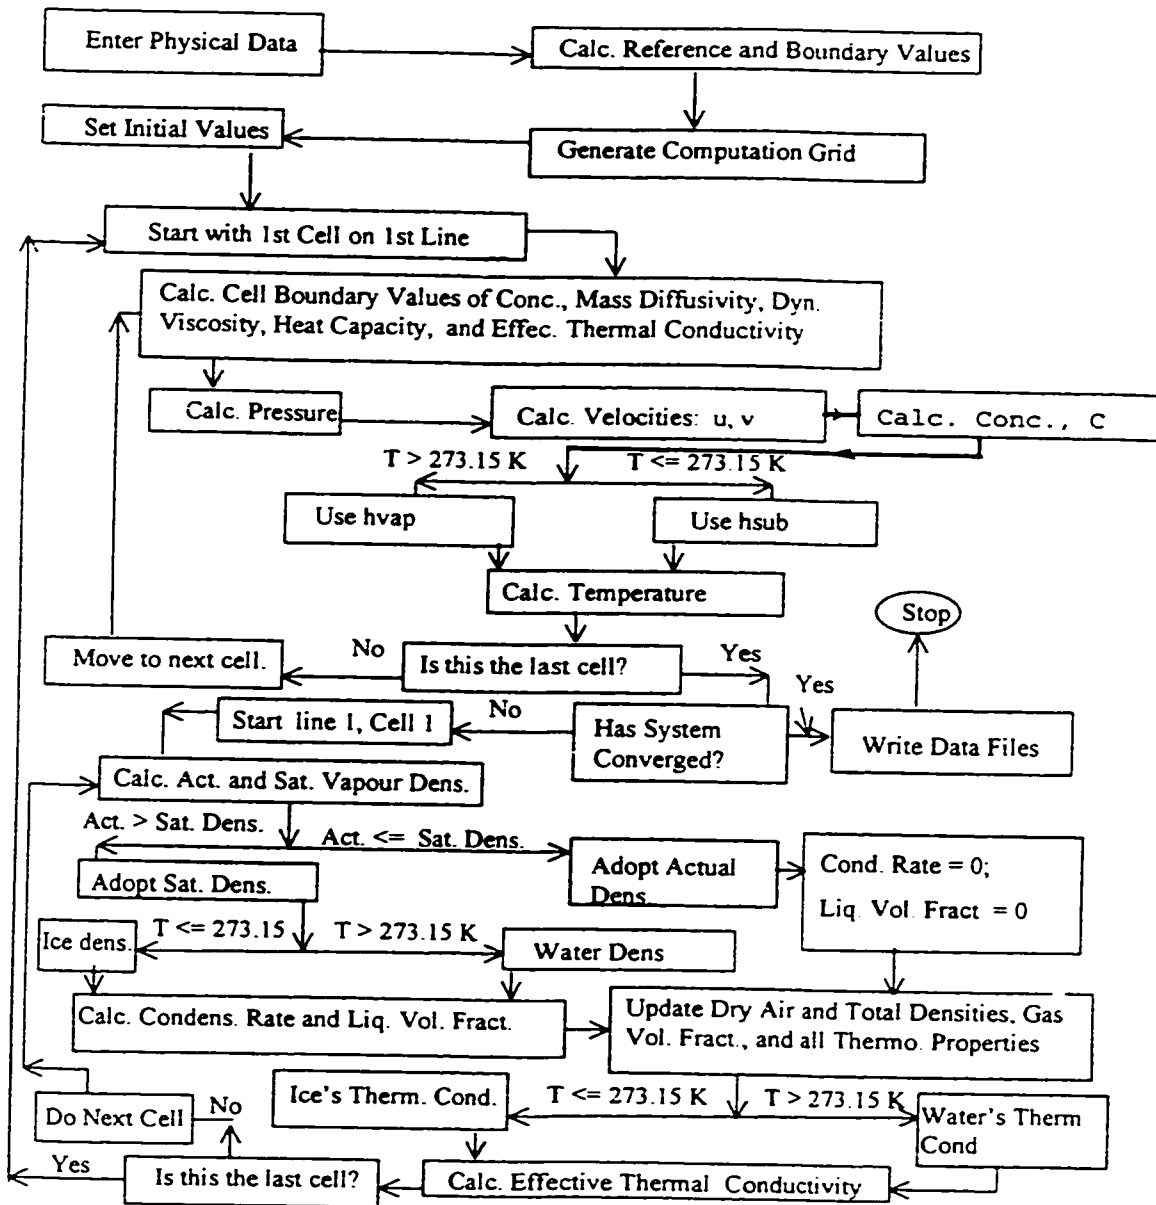 Enter Physical Data
Calc. Reference and Boundary Values
Set Initial Values
Generate Computation Grid
Start with 1st Cell on 1st Line
Calc. Cell Boundary Values of Conc., Mass Diffusivity, Dyn.
Viscosity, Heat Capacity, and Effec. Thermal Conductivity
Calc. Pressure
Calc. Velocities: u, v
Calc. Conc., C
T > 273.15 K
T <= 273.15 K
Use hvap
Use hsub
Calc. Temperature
Stop
Move to next cell.
No
Is this the last cell?
Yes
Yes
Start line 1, Cell 1
No
Has System
Converged?
Write Data Files
Calc. Act. and Sat. Vapour Dens.
Act. > Sat. Dens.
Act. <= Sat. Dens.
Adopt Sat. Dens.
Adopt Actual
Dens.
Cond. Rate = 0;
Liq. Vol. Fract = 0
T <= 273.15
T > 273.15 K
Ice dens.
Water Dens
Calc. Condens. Rate and Liq. Vol. Fract.
Update Dry Air and Total Densities, Gas
Vol. Fract., and all Thermo. Properties
Ice's Therm. Cond.
T <= 273.15 K
T > 273.15 K
Water's Therm
Cond
Do Next Cell
No
Yes
Is this the last cell?
Calc. Effective Thermal Conductivity